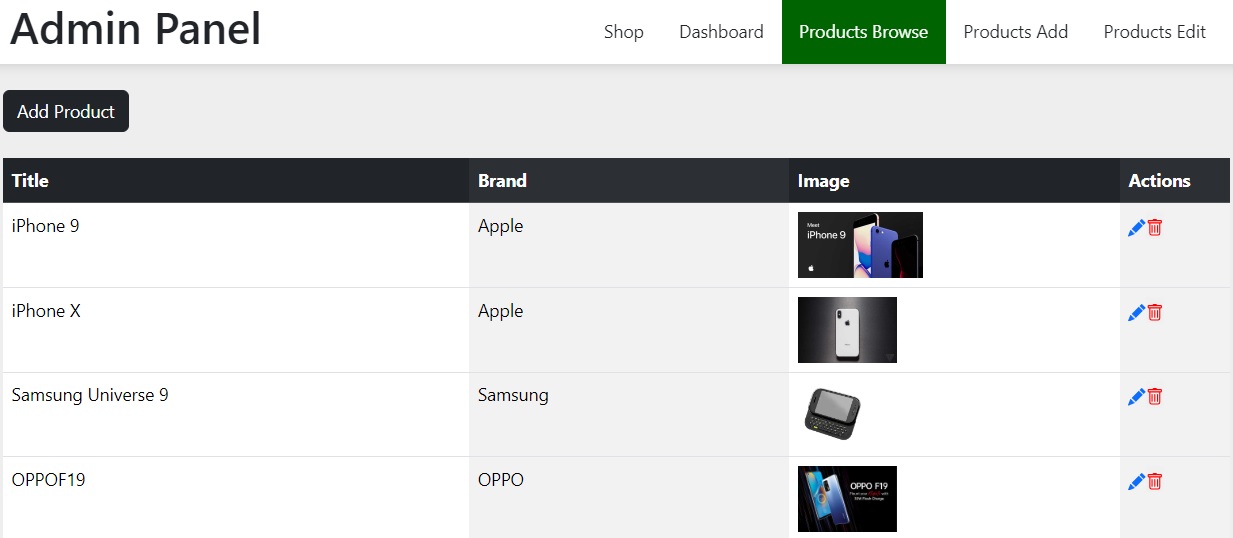 Admin Panel Shop Dashboard Products Browse Products Add Products Edit
Add Product
Title Brand Image Actions
iPhone 9 Apple Meet iPhone 9
iPhone X Apple
Samsung Universe 9 Samsung
OPPOF19 OPPO OPPO F19